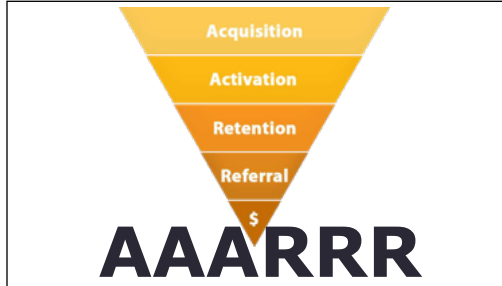 Acquisition
Activation
Retention
Referral
$
AAARRR